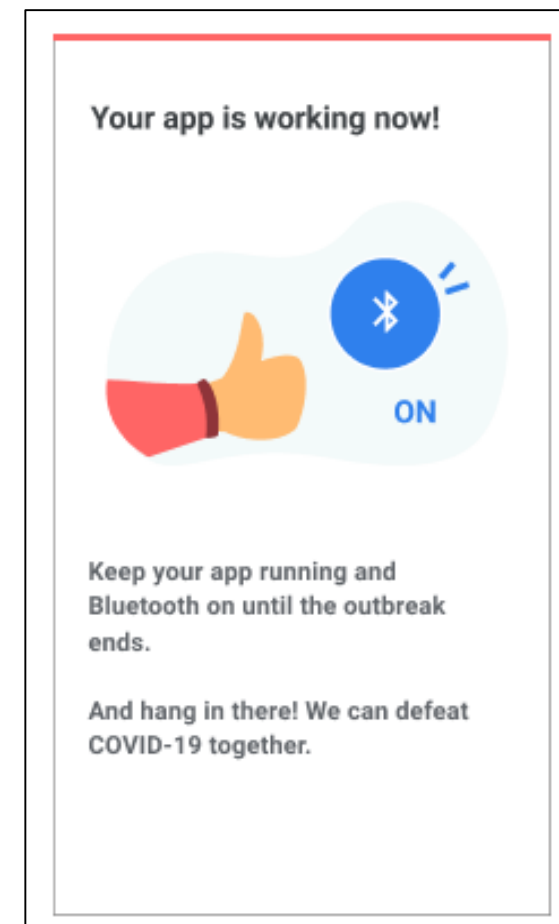 Your app is working now!
ON
Keep your app running and
Bluetooth on until the outbreak
ends.
And hang in there! We can defeat
COVID-19 together.